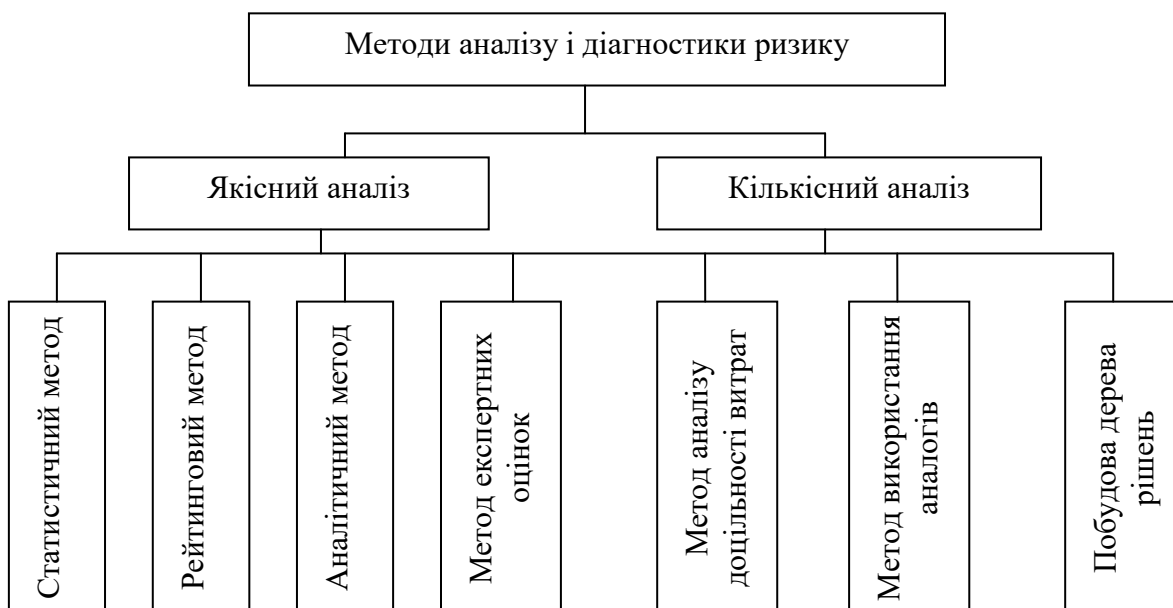 Методи аналізу і діагностики ризику
Якісний аналіз
Кількісний аналіз
Статистичний метод
Рейтинговий метод
Аналітичний метод
Метод експертних
оцінок
Метод аналізу
доцільності витрат
Метод використання
аналогів
Побудова дерева
рішень